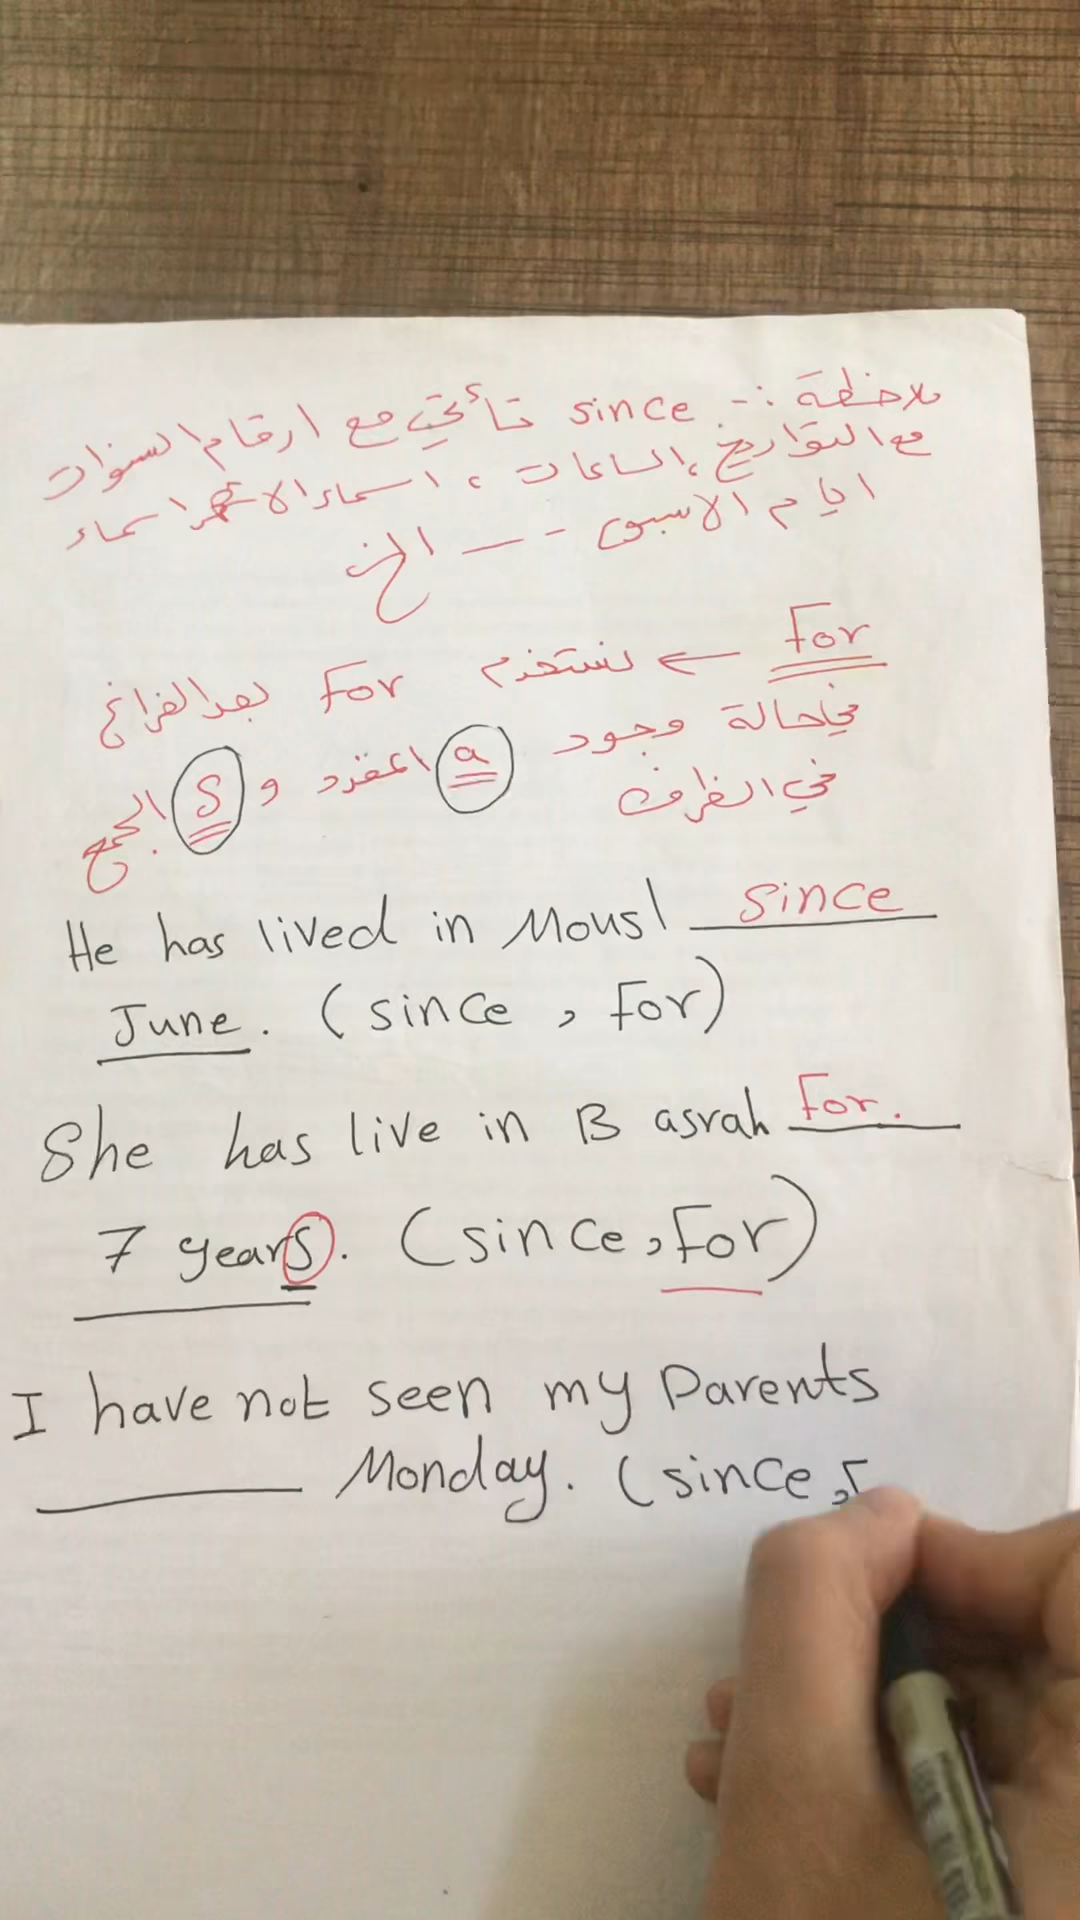 ملاحظة :- since تأتي مع ارقام السنوات
مع التواريخ ، الساعات ، اسماء الاشهر اسماء
ايام الاسبوع - — — الخ
For ← نستخدم For بعد الفراغ
في حالة وجود a المفرد و S الجمع
في الظرف
He has lived in Mousl since
June. (since , For)
She has live in Basrah For.
7 years. (since, For)
I have not seen my Parents
____ Monday. (since,